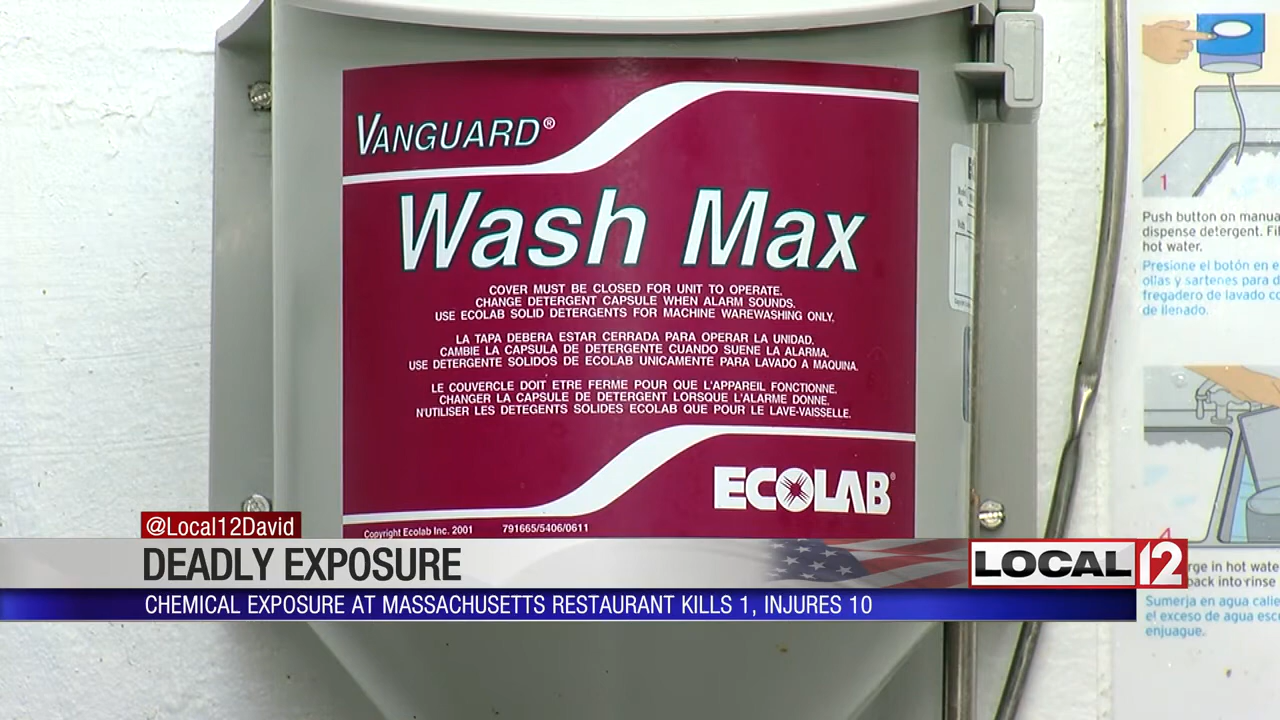 VANGUARD®
Wash Max
COVER MUST BE CLOSED FOR UNIT TO OPERATE.
CHANGE DETERGENT CAPSULE WHEN ALARM SOUNDS.
USE ECOLAB SOLID DETERGENTS FOR MACHINE WAREWASHING ONLY.
LA TAPA DEBERA ESTAR CERRADA PARA OPERAR LA UNIDAD.
CAMBIE LA CAPSULA DE DETERGENTE CUANDO SUENE LA ALARMA.
USE DETERGENTE SOLIDOS DE ECOLAB UNICAMENTE PARA LAVADO A MAQUINA.
LE COUVERCLE DOIT ETRE FERME POUR QUE L'APPAREIL FONCTIONNE.
CHANGER LA CAPSULE DE DETERGENT LORSQUE L'ALARME DONNE.
N'UTILISER LES DETEGENTS SOLIDES ECOLAB QUE POUR LE LAVE-VAISSELLE.
ECOLAB®
Copyright Ecolab Inc. 2001 791665/5406/0611
1
Push button on manua
dispense detergent. Fil
hot water.
Presione el botón en e
ollas y sartenes para d
fregadero de lavado co
de llenado.
4
rge in hot wate
back into rinse
Sumerja en agua calie
el exceso de agua escu
enjuague.
@Local12David
DEADLY EXPOSURE
CHEMICAL EXPOSURE AT MASSACHUSETTS RESTAURANT KILLS 1, INJURES 10
LOCAL 12